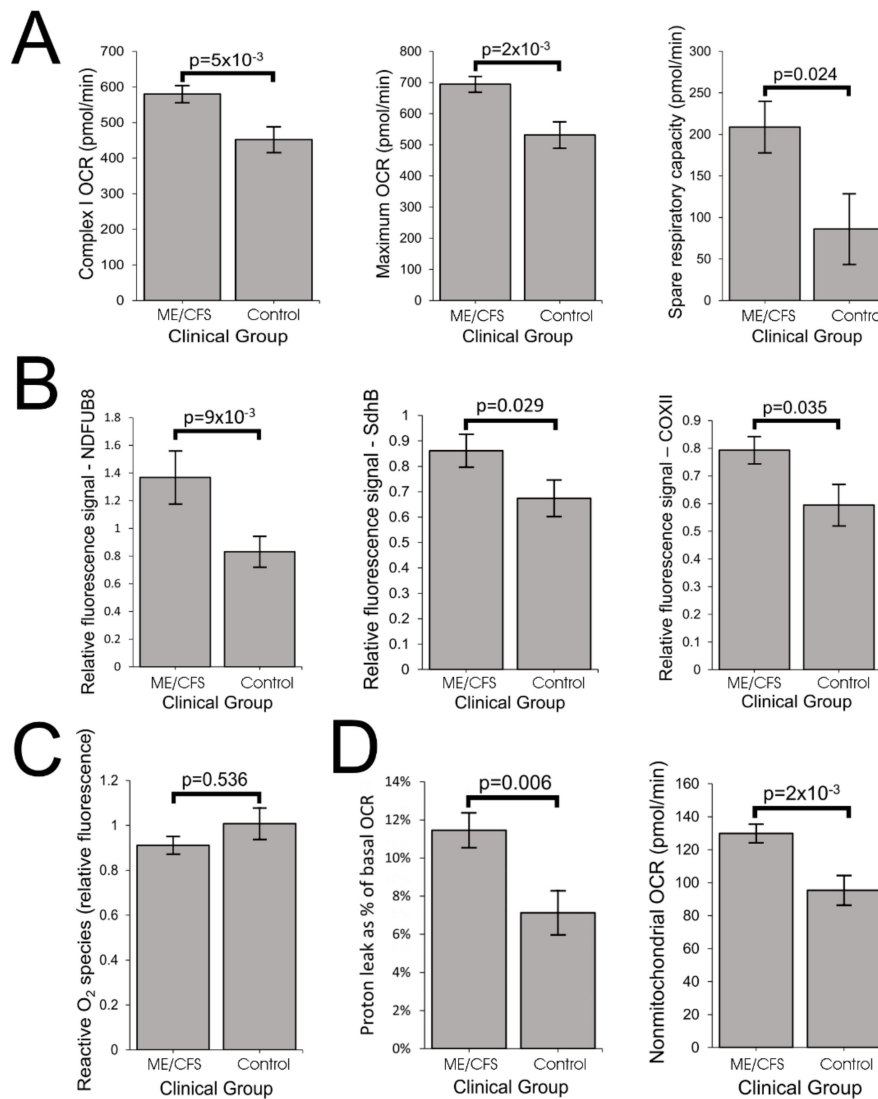 A
Complex I OCR (pmol/min)
700
600
500
400
300
200
100
0
p=5x10⁻³
ME/CFS Control
Clinical Group
Maximum OCR (pmol/min)
800
700
600
500
400
300
200
100
0
p=2x10⁻³
ME/CFS Control
Clinical Group
Spare respiratory capacity (pmol/min)
300
250
200
150
100
50
0
p=0.024
ME/CFS Control
Clinical Group
B
Relative fluorescence signal - NDFUB8
1.8
1.6
1.4
1.2
1
0.8
0.6
0.4
0.2
0
p=9x10⁻³
ME/CFS Control
Clinical Group
Relative fluorescence signal - SdhB
1
0.9
0.8
0.7
0.6
0.5
0.4
0.3
0.2
0.1
0
p=0.029
ME/CFS Control
Clinical Group
Relative fluorescence signal – COXII
0.9
0.8
0.7
0.6
0.5
0.4
0.3
0.2
0.1
0
p=0.035
ME/CFS Control
Clinical Group
C
Reactive O₂ species (relative fluorescence)
1.2
1
0.8
0.6
0.4
0.2
0
p=0.536
ME/CFS Control
Clinical Group
D
Proton leak as % of basal OCR
14%
12%
10%
8%
6%
4%
2%
0%
p=0.006
ME/CFS Control
Clinical Group
Nonmitochondrial OCR (pmol/min)
160
140
120
100
80
60
40
20
0
p=2x10⁻³
ME/CFS Control
Clinical Group